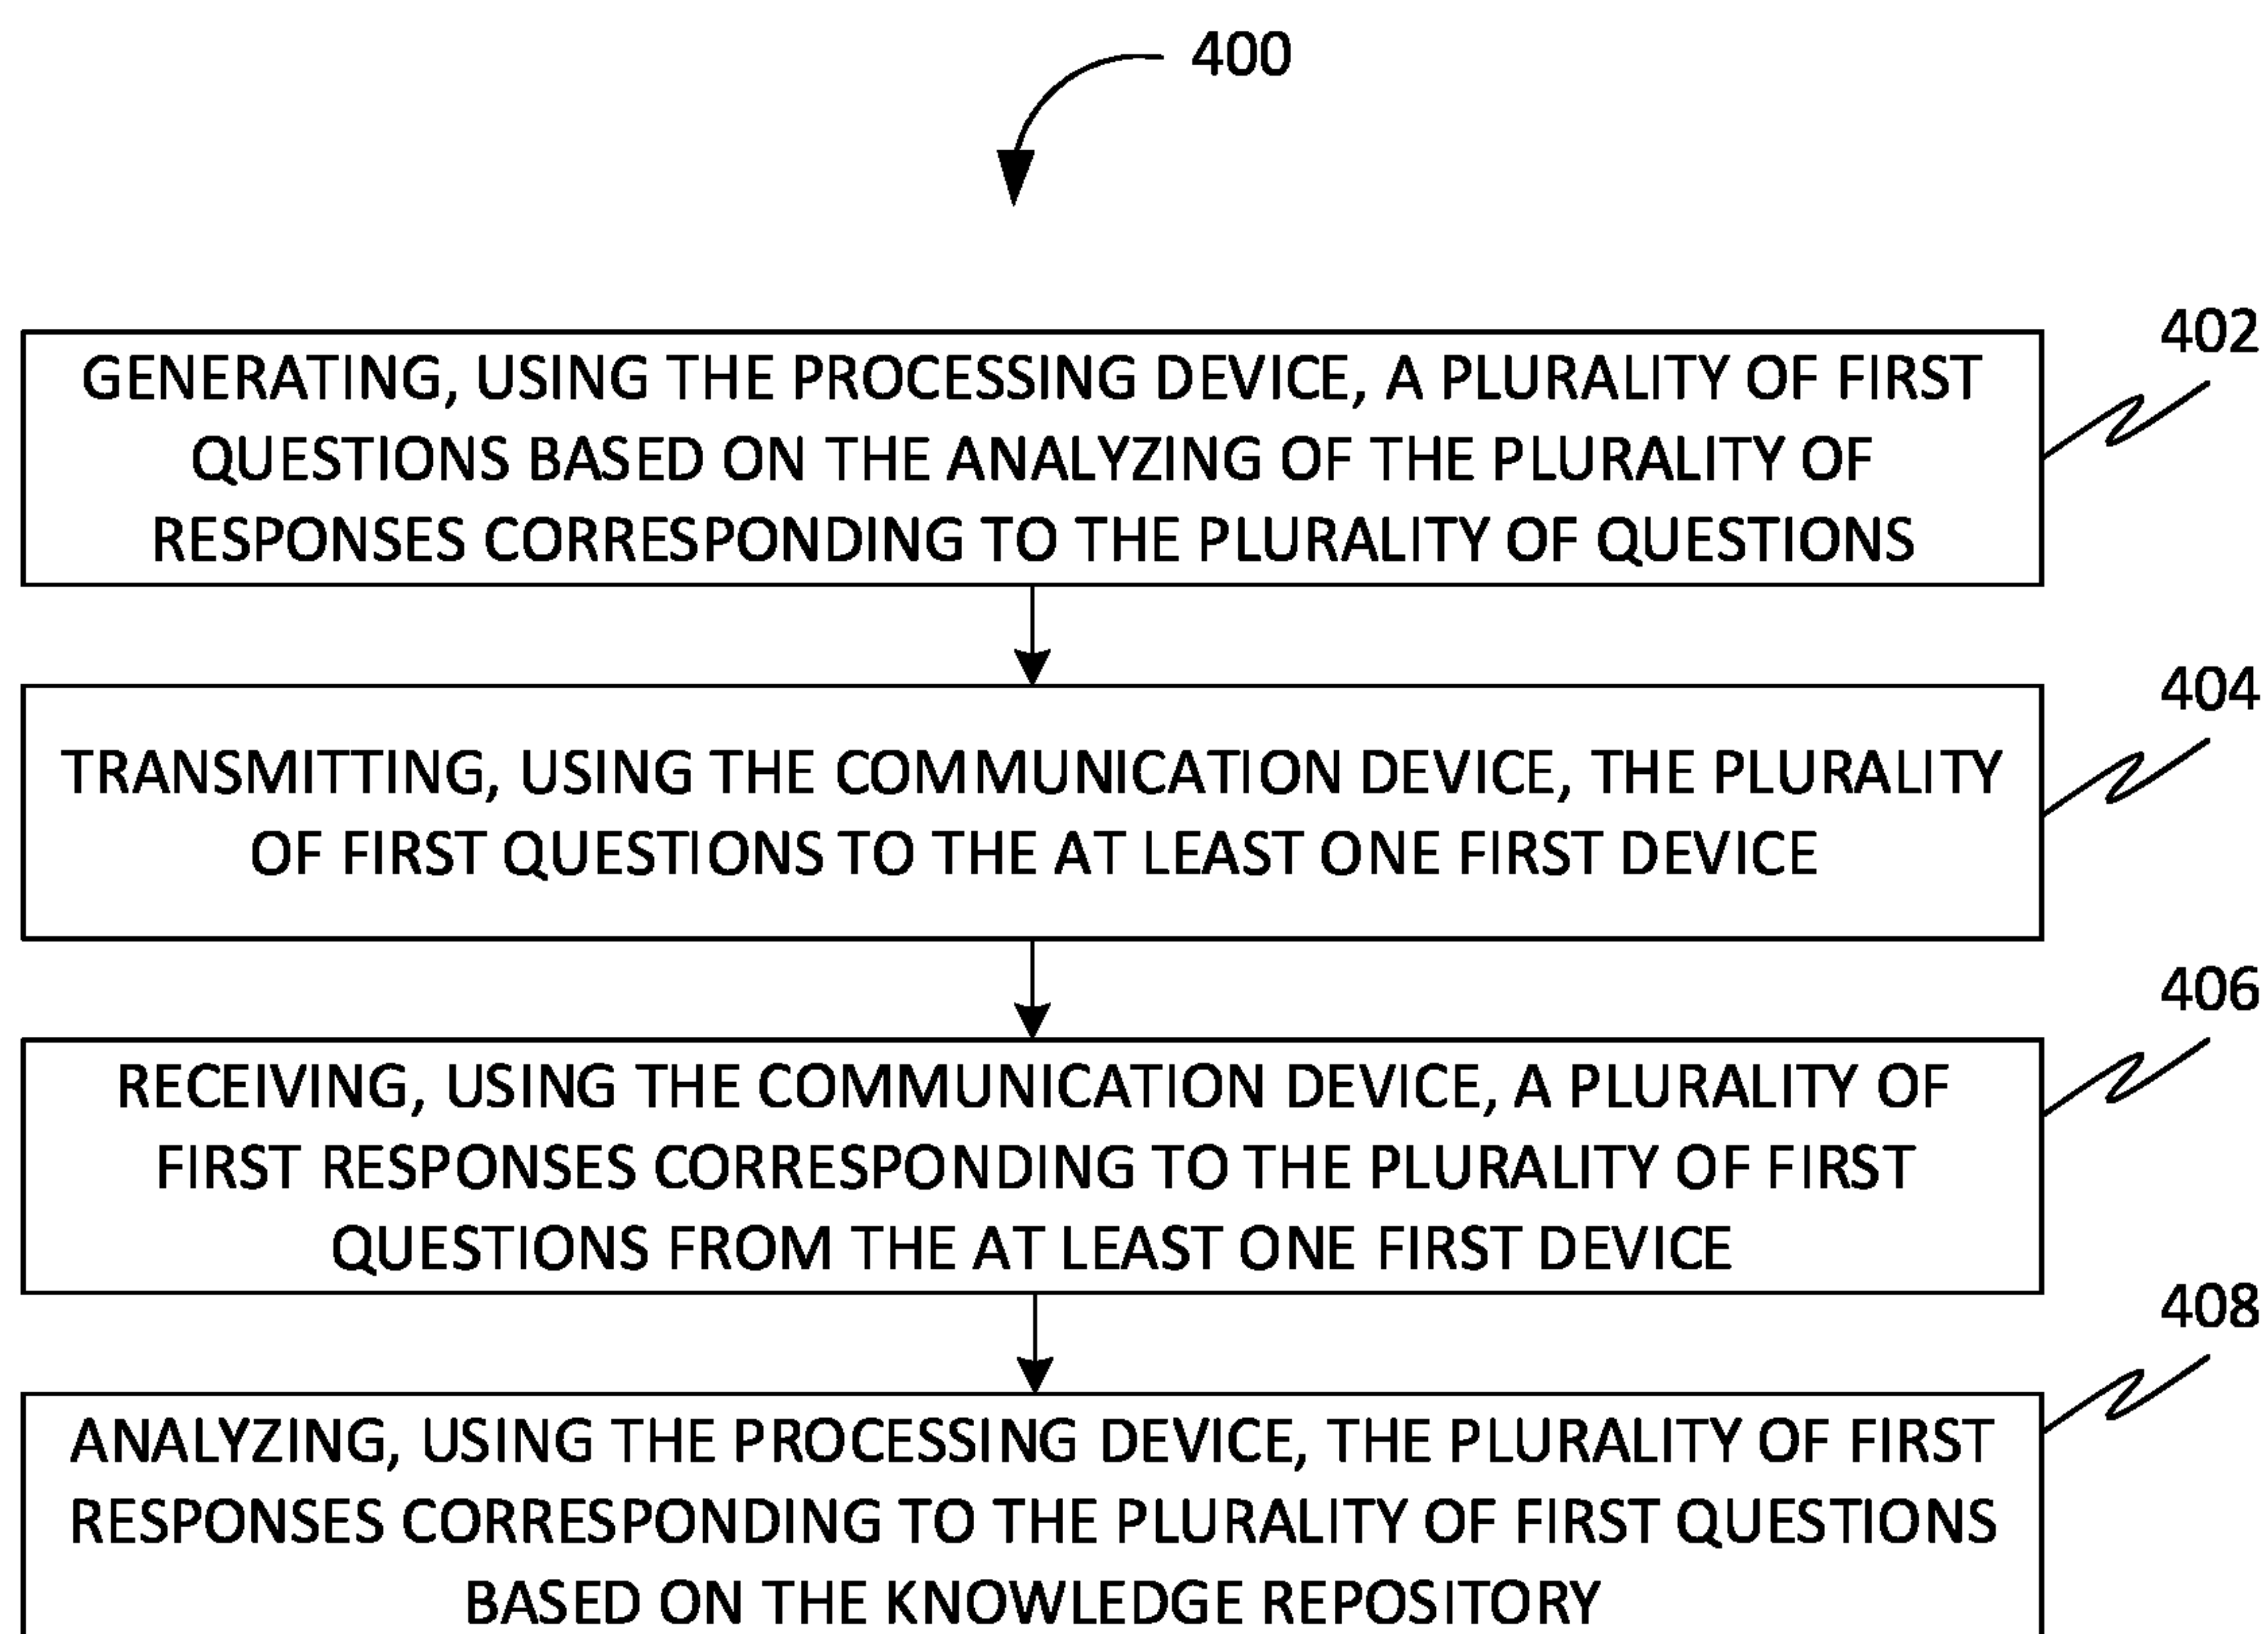 400
402
GENERATING, USING THE PROCESSING DEVICE, A PLURALITY OF FIRST
QUESTIONS BASED ON THE ANALYZING OF THE PLURALITY OF
RESPONSES CORRESPONDING TO THE PLURALITY OF QUESTIONS
404
TRANSMITTING, USING THE COMMUNICATION DEVICE, THE PLURALITY
OF FIRST QUESTIONS TO THE AT LEAST ONE FIRST DEVICE
406
RECEIVING, USING THE COMMUNICATION DEVICE, A PLURALITY OF
FIRST RESPONSES CORRESPONDING TO THE PLURALITY OF FIRST
QUESTIONS FROM THE AT LEAST ONE FIRST DEVICE
408
ANALYZING, USING THE PROCESSING DEVICE, THE PLURALITY OF FIRST
RESPONSES CORRESPONDING TO THE PLURALITY OF FIRST QUESTIONS
BASED ON THE KNOWLEDGE REPOSITORY